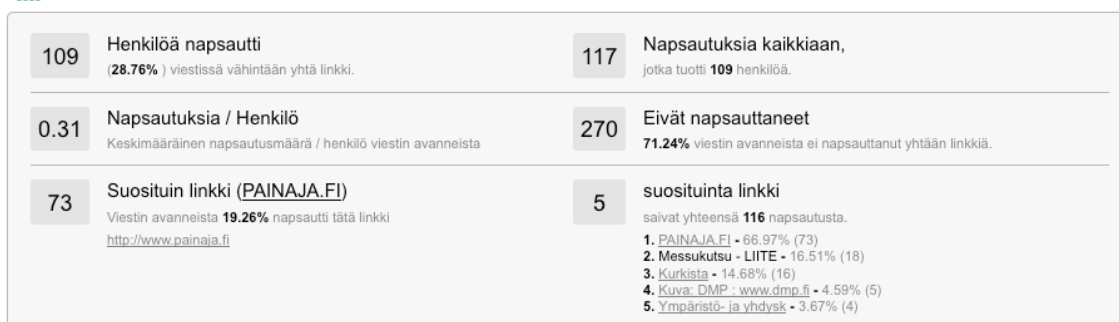 109
Henkilöä napsautti
(28.76% ) viestissä vähintään yhtä linkki.
117
Napsautuksia kaikkiaan,
jotka tuotti 109 henkilöä.
0.31
Napsautuksia / Henkilö
Keskimääräinen napsautusmäärä / henkilö viestin avanneista
270
Eivät napsauttaneet
71.24% viestin avanneista ei napsauttanut yhtään linkkiä.
73
Suosituin linkki (PAINAJA.FI)
Viestin avanneista 19.26% napsautti tätä linkki
http://www.painaja.fi
5
suosituinta linkki
saivat yhteensä 116 napsautusta.
1. PAINAJA.FI - 66.97% (73)
2. Messukutsu - LIITE - 16.51% (18)
3. Kurkista - 14.68% (16)
4. Kuva: DMP : www.dmp.fi - 4.59% (5)
5. Ympäristö- ja yhdysk - 3.67% (4)